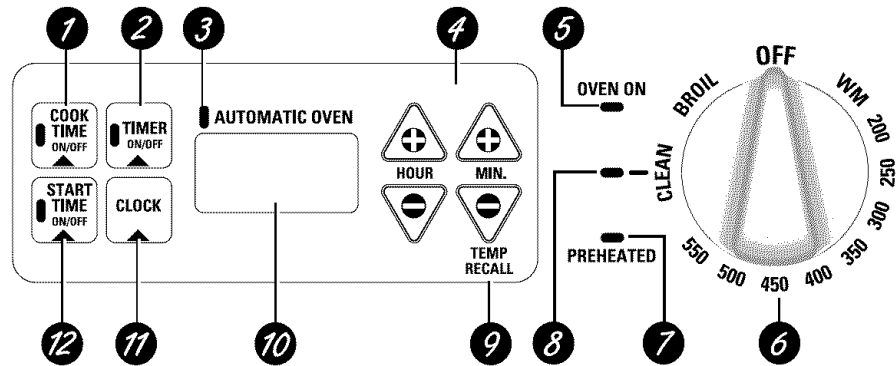 1 2 3 4 5
COOK TIME ON/OFF
TIMER ON/OFF
AUTOMATIC OVEN
START TIME ON/OFF
CLOCK
HOUR
MIN.
TEMP RECALL
OVEN ON
CLEAN
PREHEATED
OFF
WM
200
250
300
350
400
450
500
550
BROIL
12 11 10 9 8 7 6